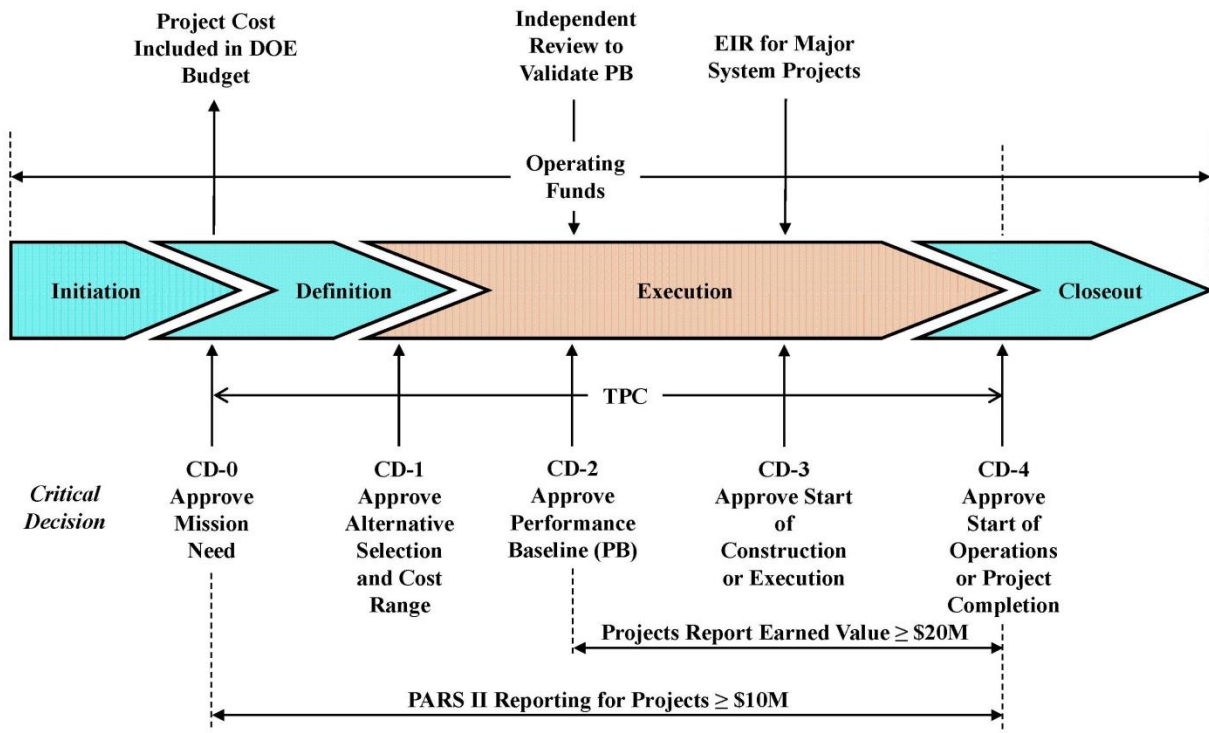 Project Cost
Included in DOE
Budget
Independent
Review to
Validate PB
EIR for Major
System Projects
Operating
Funds
Initiation
Definition
Execution
Closeout
TPC
Critical
Decision
CD-0
Approve
Mission
Need
CD-1
Approve
Alternative
Selection
and Cost
Range
CD-2
Approve
Performance
Baseline (PB)
CD-3
Approve Start
of
Construction
or Execution
CD-4
Approve
Start of
Operations
or Project
Completion
Projects Report Earned Value ≥ $20M
PARS II Reporting for Projects ≥ $10M